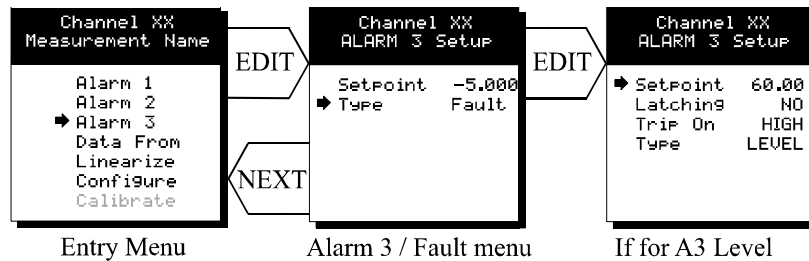 Channel XX
Measurement Name
Alarm 1
Alarm 2
Alarm 3
Data From
Linearize
Configure
Calibrate
Entry Menu
EDIT
NEXT
Channel XX
ALARM 3 Setup
Setpoint -5.000
Type Fault
Alarm 3 / Fault menu
EDIT
Channel XX
ALARM 3 Setup
Setpoint 60.00
Latching NO
Trip On HIGH
Type LEVEL
If for A3 Level